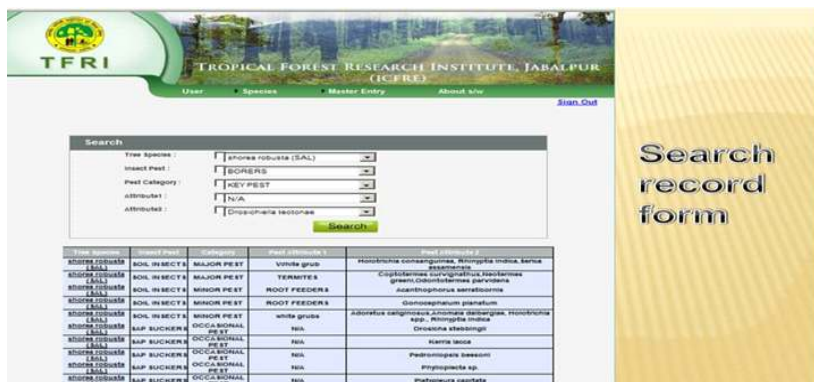 TFRI
TROPICAL FOREST RESEARCH INSTITUTE, JABALPUR
(ICFRE)
User Species Master Entry About s/w
Sign Out
Search
Tree Species : shorea robusta (SAL)
Insect Pest : BORERS
Pest Category : KEY PEST
Attribute1 : N/A
Attribute2 : Drosichiella tectonae
Search
Search
record
form
Tree Species Insect Pest Category Pest Attribute 1 Pest Attribute 2
shorea robusta (SAL) SOIL INSECTS MAJOR PEST White grub Holotrichia consanguinea, Rhinyptia indica, Serica assamensis
shorea robusta (SAL) SOIL INSECTS MAJOR PEST TERMITES Coptotermes curvignathus,Neotermes greeni,Odontotermes parvidens
shorea robusta (SAL) SOIL INSECTS MINOR PEST ROOT FEEDERS Acanthophorus serraticornis
shorea robusta (SAL) SOIL INSECTS MINOR PEST ROOT FEEDERS Gonocephalum planatum
shorea robusta (SAL) SOIL INSECTS MINOR PEST white grubs Adoretus caliginosus,Anomala dalbergiae, Holotrichia spp., Rhinyptia indica
shorea robusta (SAL) SAP SUCKERS OCCASIONAL PEST N/A Drosicha stebbingii
shorea robusta (SAL) SAP SUCKERS OCCASIONAL PEST N/A Kerria lacca
shorea robusta (SAL) SAP SUCKERS OCCASIONAL PEST N/A Pedroniopsis beesoni
shorea robusta (SAL) SAP SUCKERS OCCASIONAL PEST N/A Phylloplecta sp.
shorea robusta SAP SUCKERS OCCASIONAL N/A Platypleura capitata